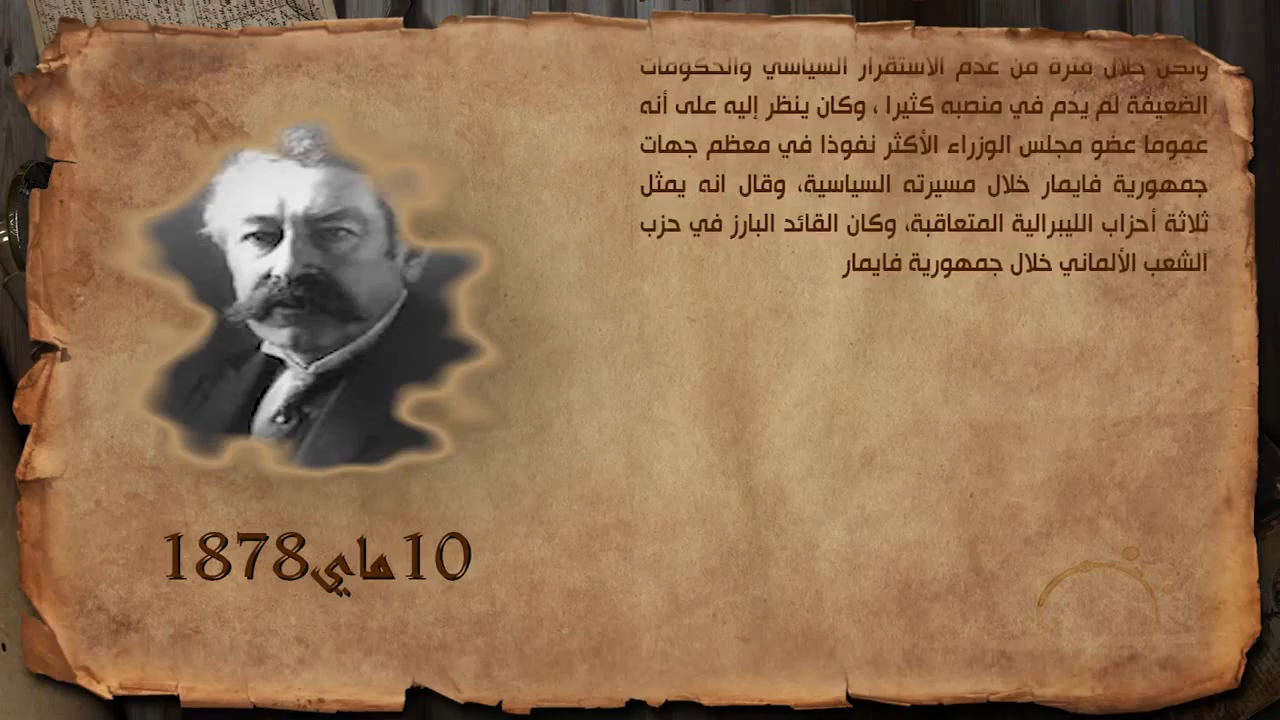 ولكن خلال فترة من عدم الاستقرار السياسي والحكومات
الضعيفة لم يدم في منصبه كثيرا ، وكان ينظر إليه على أنه
عموما عضو مجلس الوزراء الأكثر نفوذا في معظم جهات
جمهورية فايمار خلال مسيرته السياسية، وقال انه يمثل
ثلاثة أحزاب الليبرالية المتعاقبة، وكان القائد البارز في حزب
الشعب الألماني خلال جمهورية فايمار
10ماي1878